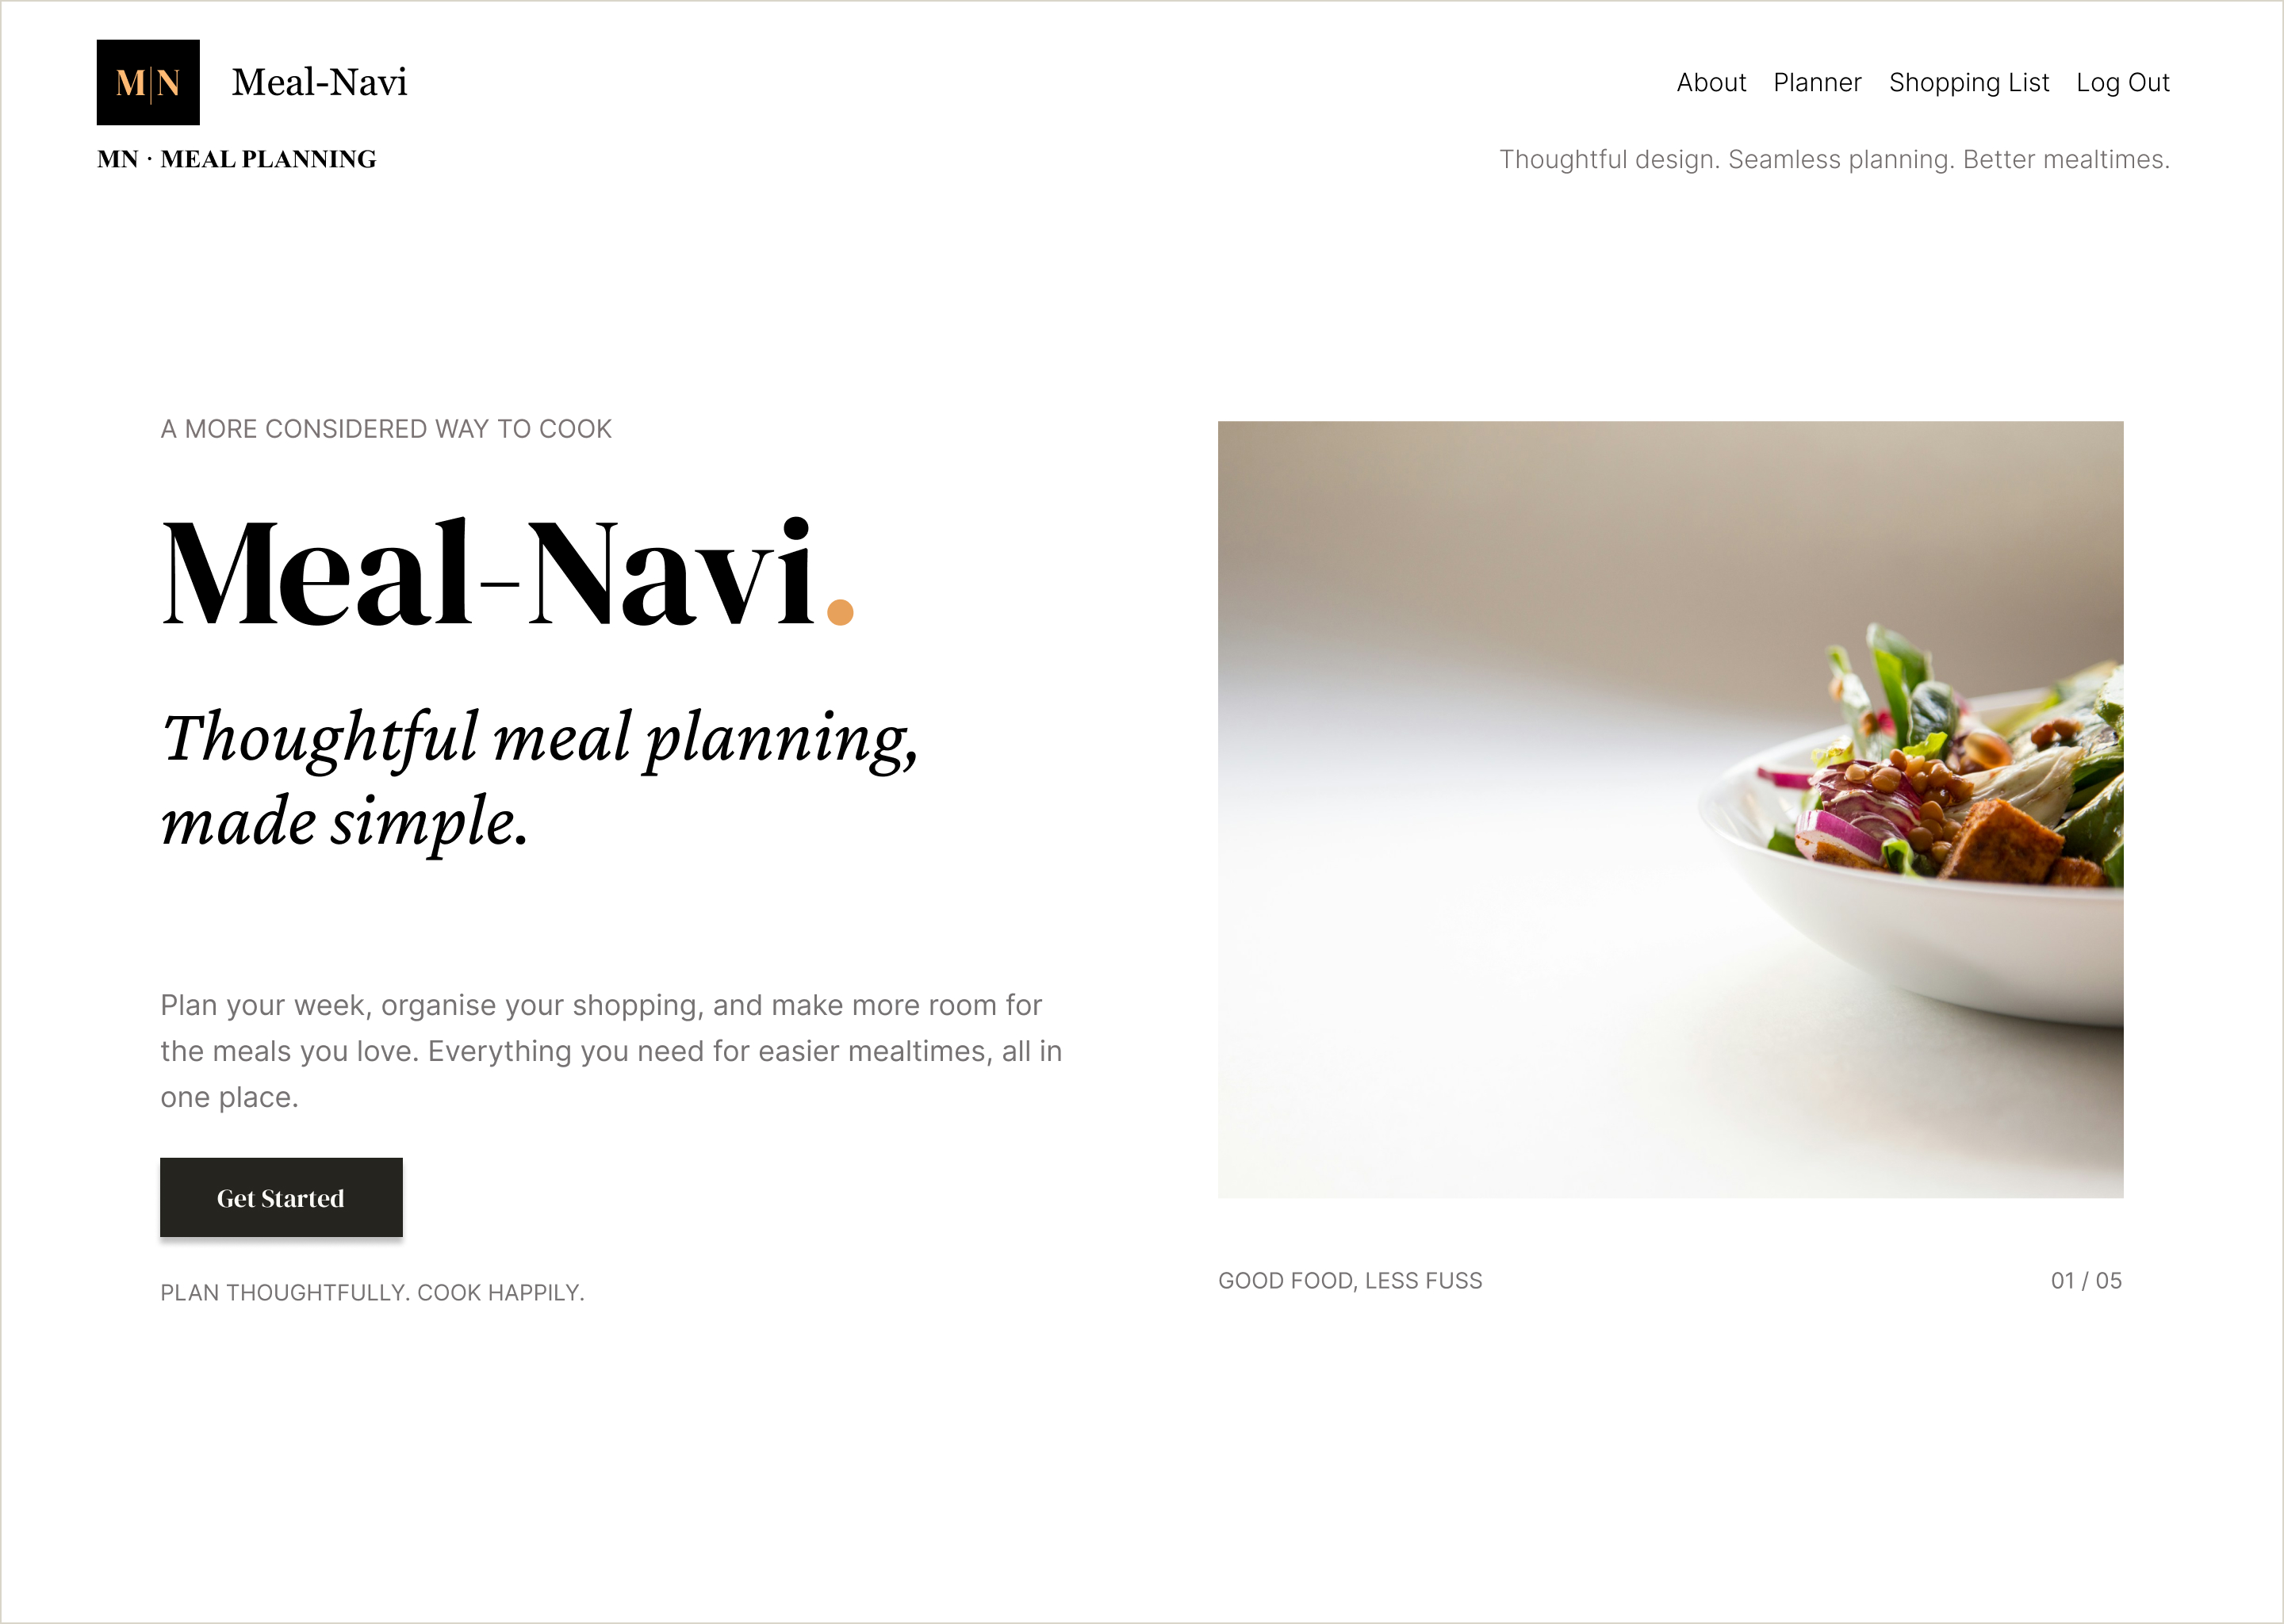 M|N
Meal-Navi
About Planner Shopping List Log Out
MN · MEAL PLANNING
Thoughtful design. Seamless planning. Better mealtimes.
A MORE CONSIDERED WAY TO COOK
Meal-Navi.
Thoughtful meal planning,
made simple.
Plan your week, organise your shopping, and make more room for
the meals you love. Everything you need for easier mealtimes, all in
one place.
Get Started
PLAN THOUGHTFULLY. COOK HAPPILY.
GOOD FOOD, LESS FUSS
01 / 05